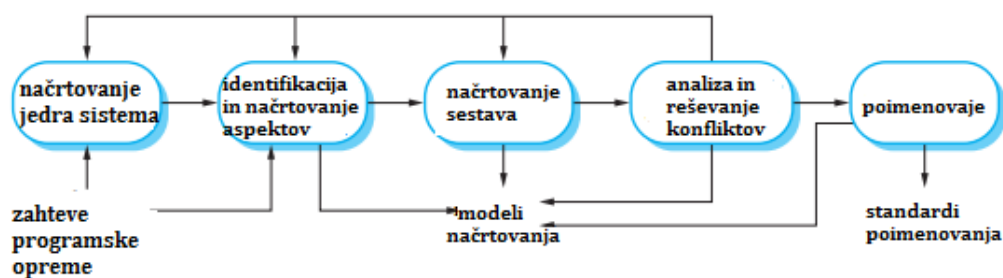 načrtovanje
jedra sistema
identifikacija
in načrtovanje
aspektov
načrtovanje
sestava
analiza in
reševanje
konfliktov
poimenovaje
zahteve
programske
opreme
modeli
načrtovanja
standardi
poimenovanja